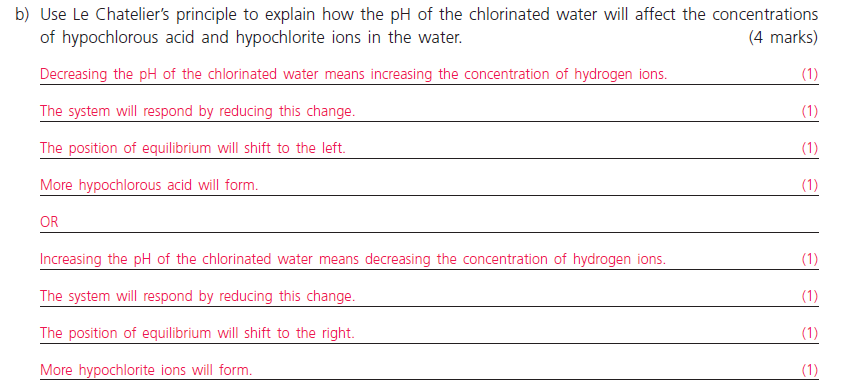 b) Use Le Chatelier's principle to explain how the pH of the chlorinated water will affect the concentrations
of hypochlorous acid and hypochlorite ions in the water. (4 marks)
Decreasing the pH of the chlorinated water means increasing the concentration of hydrogen ions. (1)
The system will respond by reducing this change. (1)
The position of equilibrium will shift to the left. (1)
More hypochlorous acid will form. (1)
OR
Increasing the pH of the chlorinated water means decreasing the concentration of hydrogen ions. (1)
The system will respond by reducing this change. (1)
The position of equilibrium will shift to the right. (1)
More hypochlorite ions will form. (1)